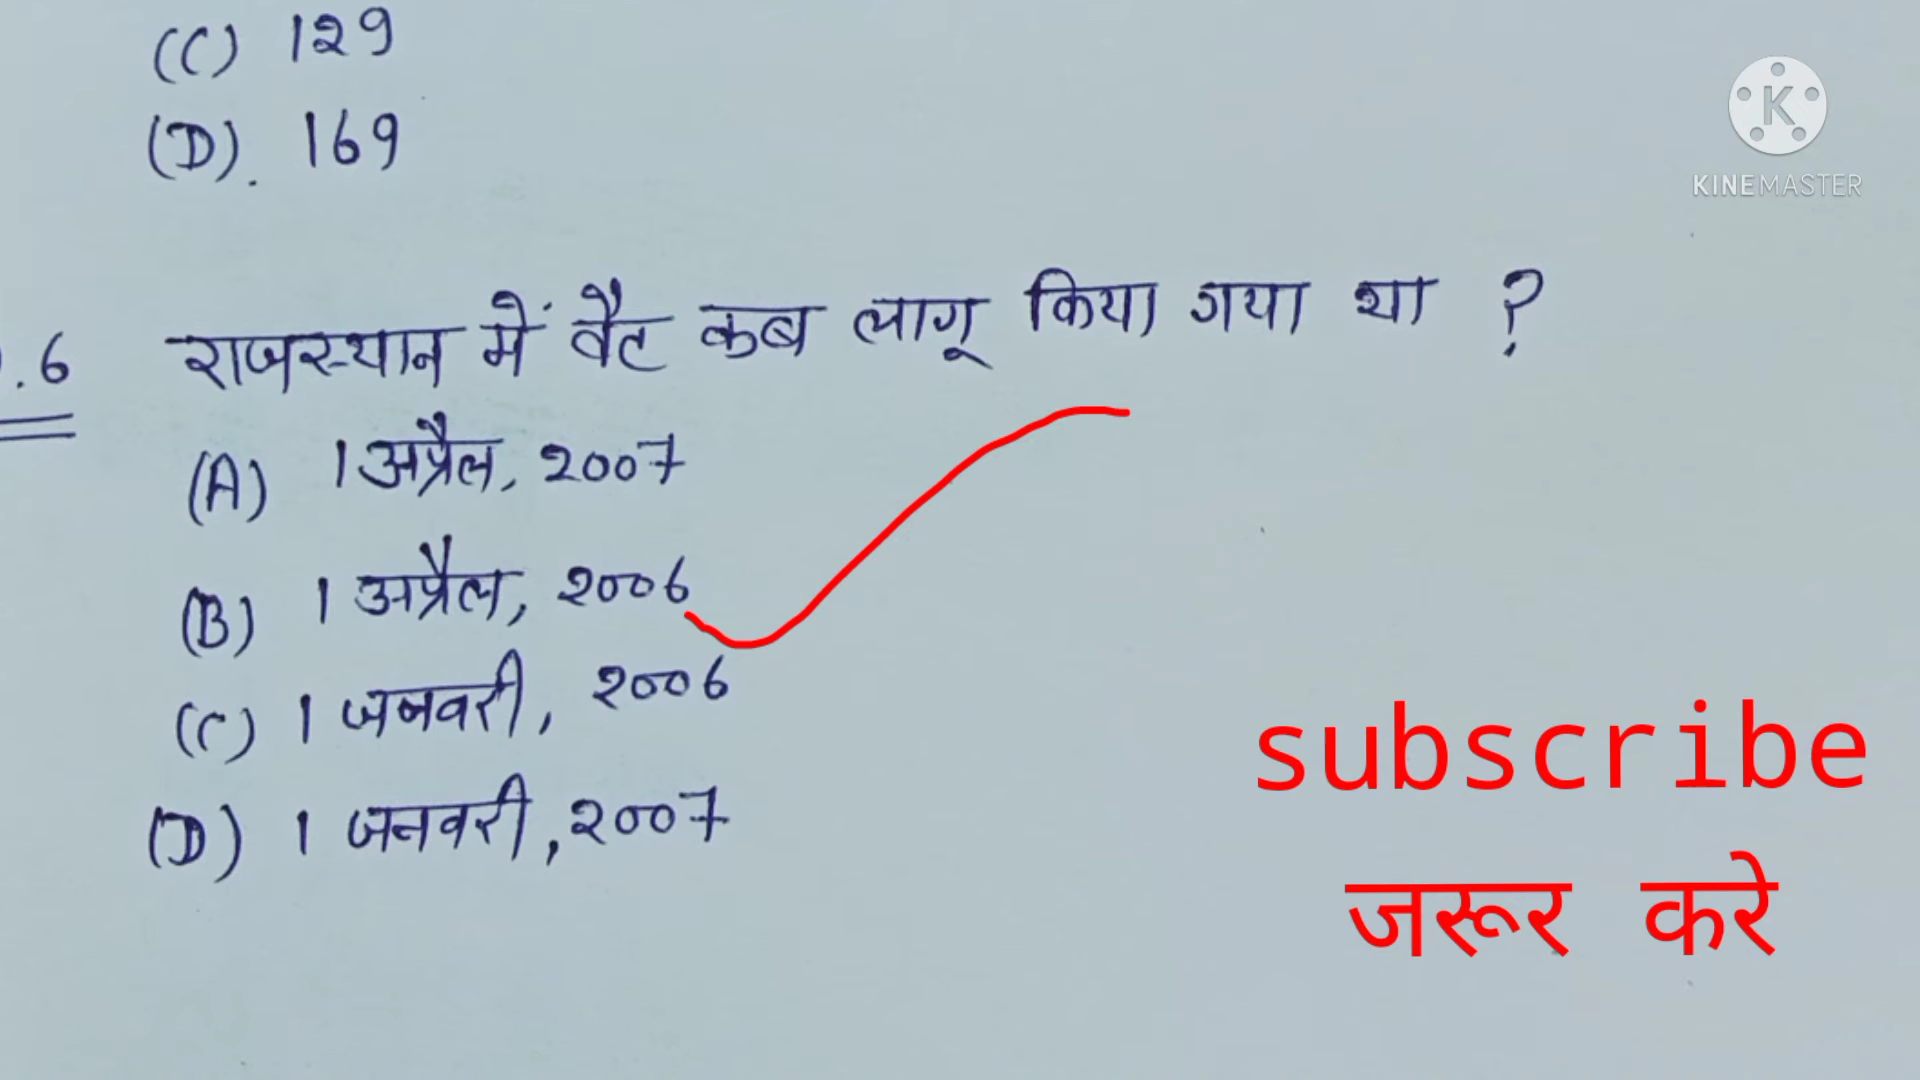 (C) 129
(D). 169
KINEMASTER
.6 राजस्थान में वैट कब लागू किया गया था ?
(A) 1 अप्रैल, 2007
(B) 1 अप्रैल, 2006
(C) 1 जनवरी, 2006
(D) 1 जनवरी, 2007
subscribe
जरूर करे